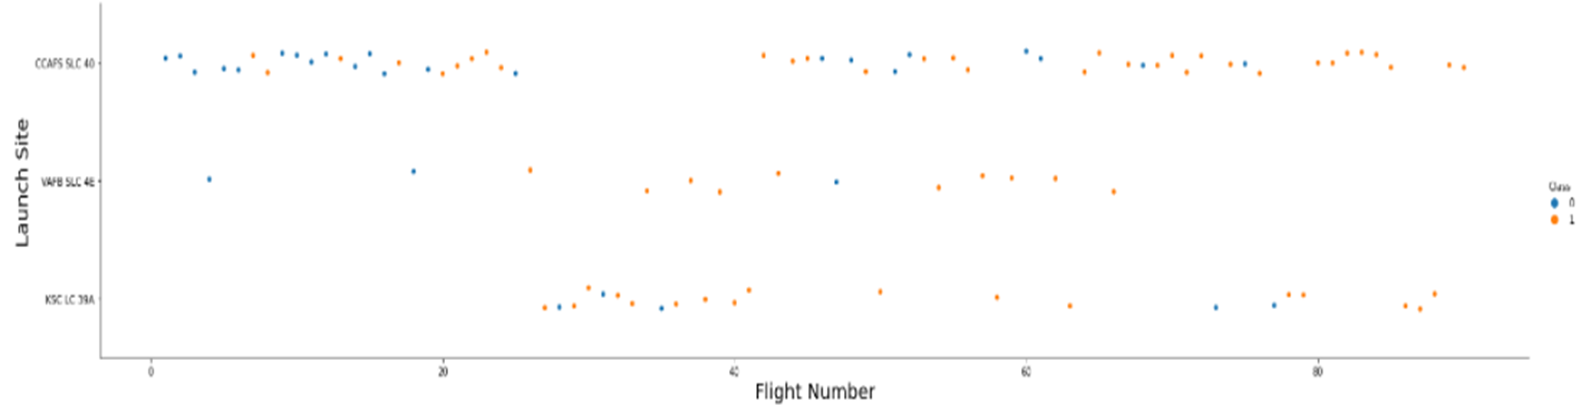 Launch Site
CCAFS SLC 40
VAFB SLC 4E
KSC LC 39A
0
20
40
60
80
Flight Number
Class
0
1